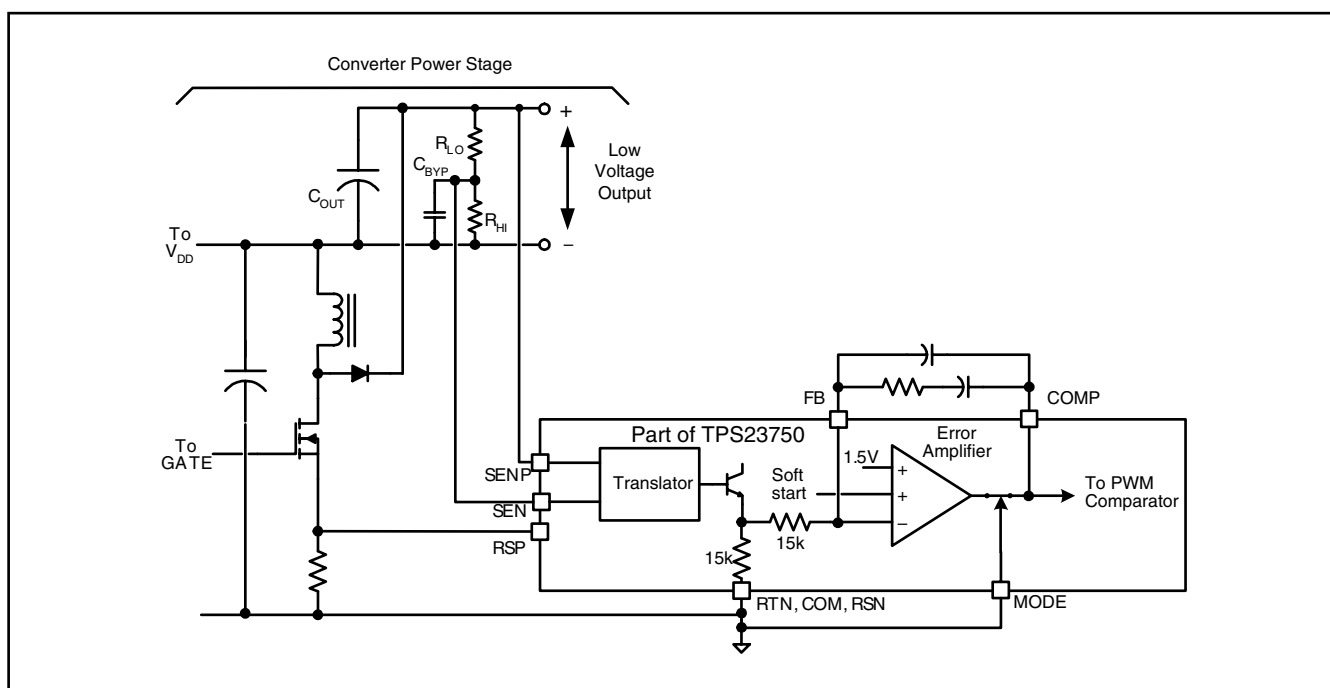 Converter Power Stage
+
R_LO
Low
Voltage
Output
C_BYP
C_OUT
R_HI
To
V_DD
−
To
GATE
FB
COMP
Part of TPS23750
Error
Amplifier
SENP
Translator
1.5V
+
Soft
start
+
To PWM
Comparator
SEN
−
15k
RSP
15k
RTN, COM, RSN
MODE